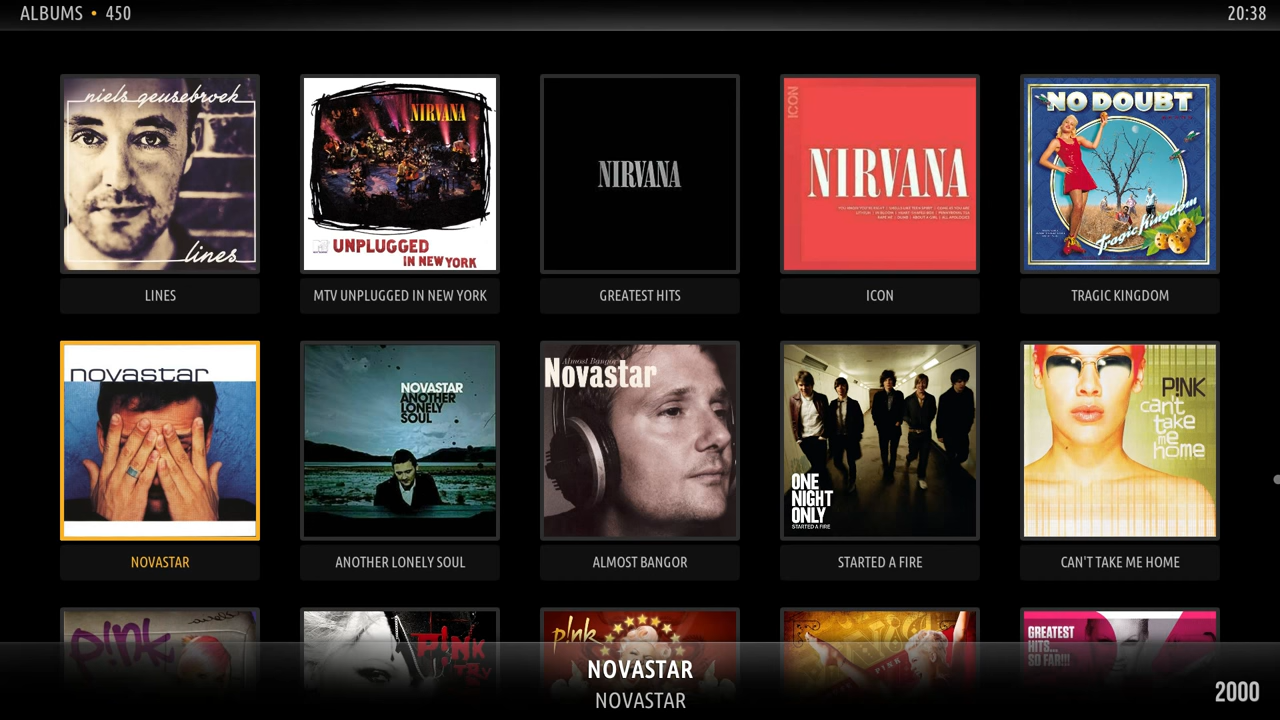 ALBUMS • 450
20:38
niels geusebroek
lines
NIRVANA
UNPLUGGED
IN NEW YORK
NIRVANA
ICON
NIRVANA
NO DOUBT
tragic kingdom
LINES
MTV UNPLUGGED IN NEW YORK
GREATEST HITS
ICON
TRAGIC KINGDOM
novastar
NOVASTAR
ANOTHER
LONELY
SOUL
Almost Bangor
Novastar
ONE
NIGHT
ONLY
STARTED A FIRE
P!NK
can't
take
me
home
NOVASTAR
ANOTHER LONELY SOUL
ALMOST BANGOR
STARTED A FIRE
CAN'T TAKE ME HOME
P!nk
P!NK
p!nk
P!NK
GREATEST
HITS...
SO FAR!!!
NOVASTAR
NOVASTAR
2000